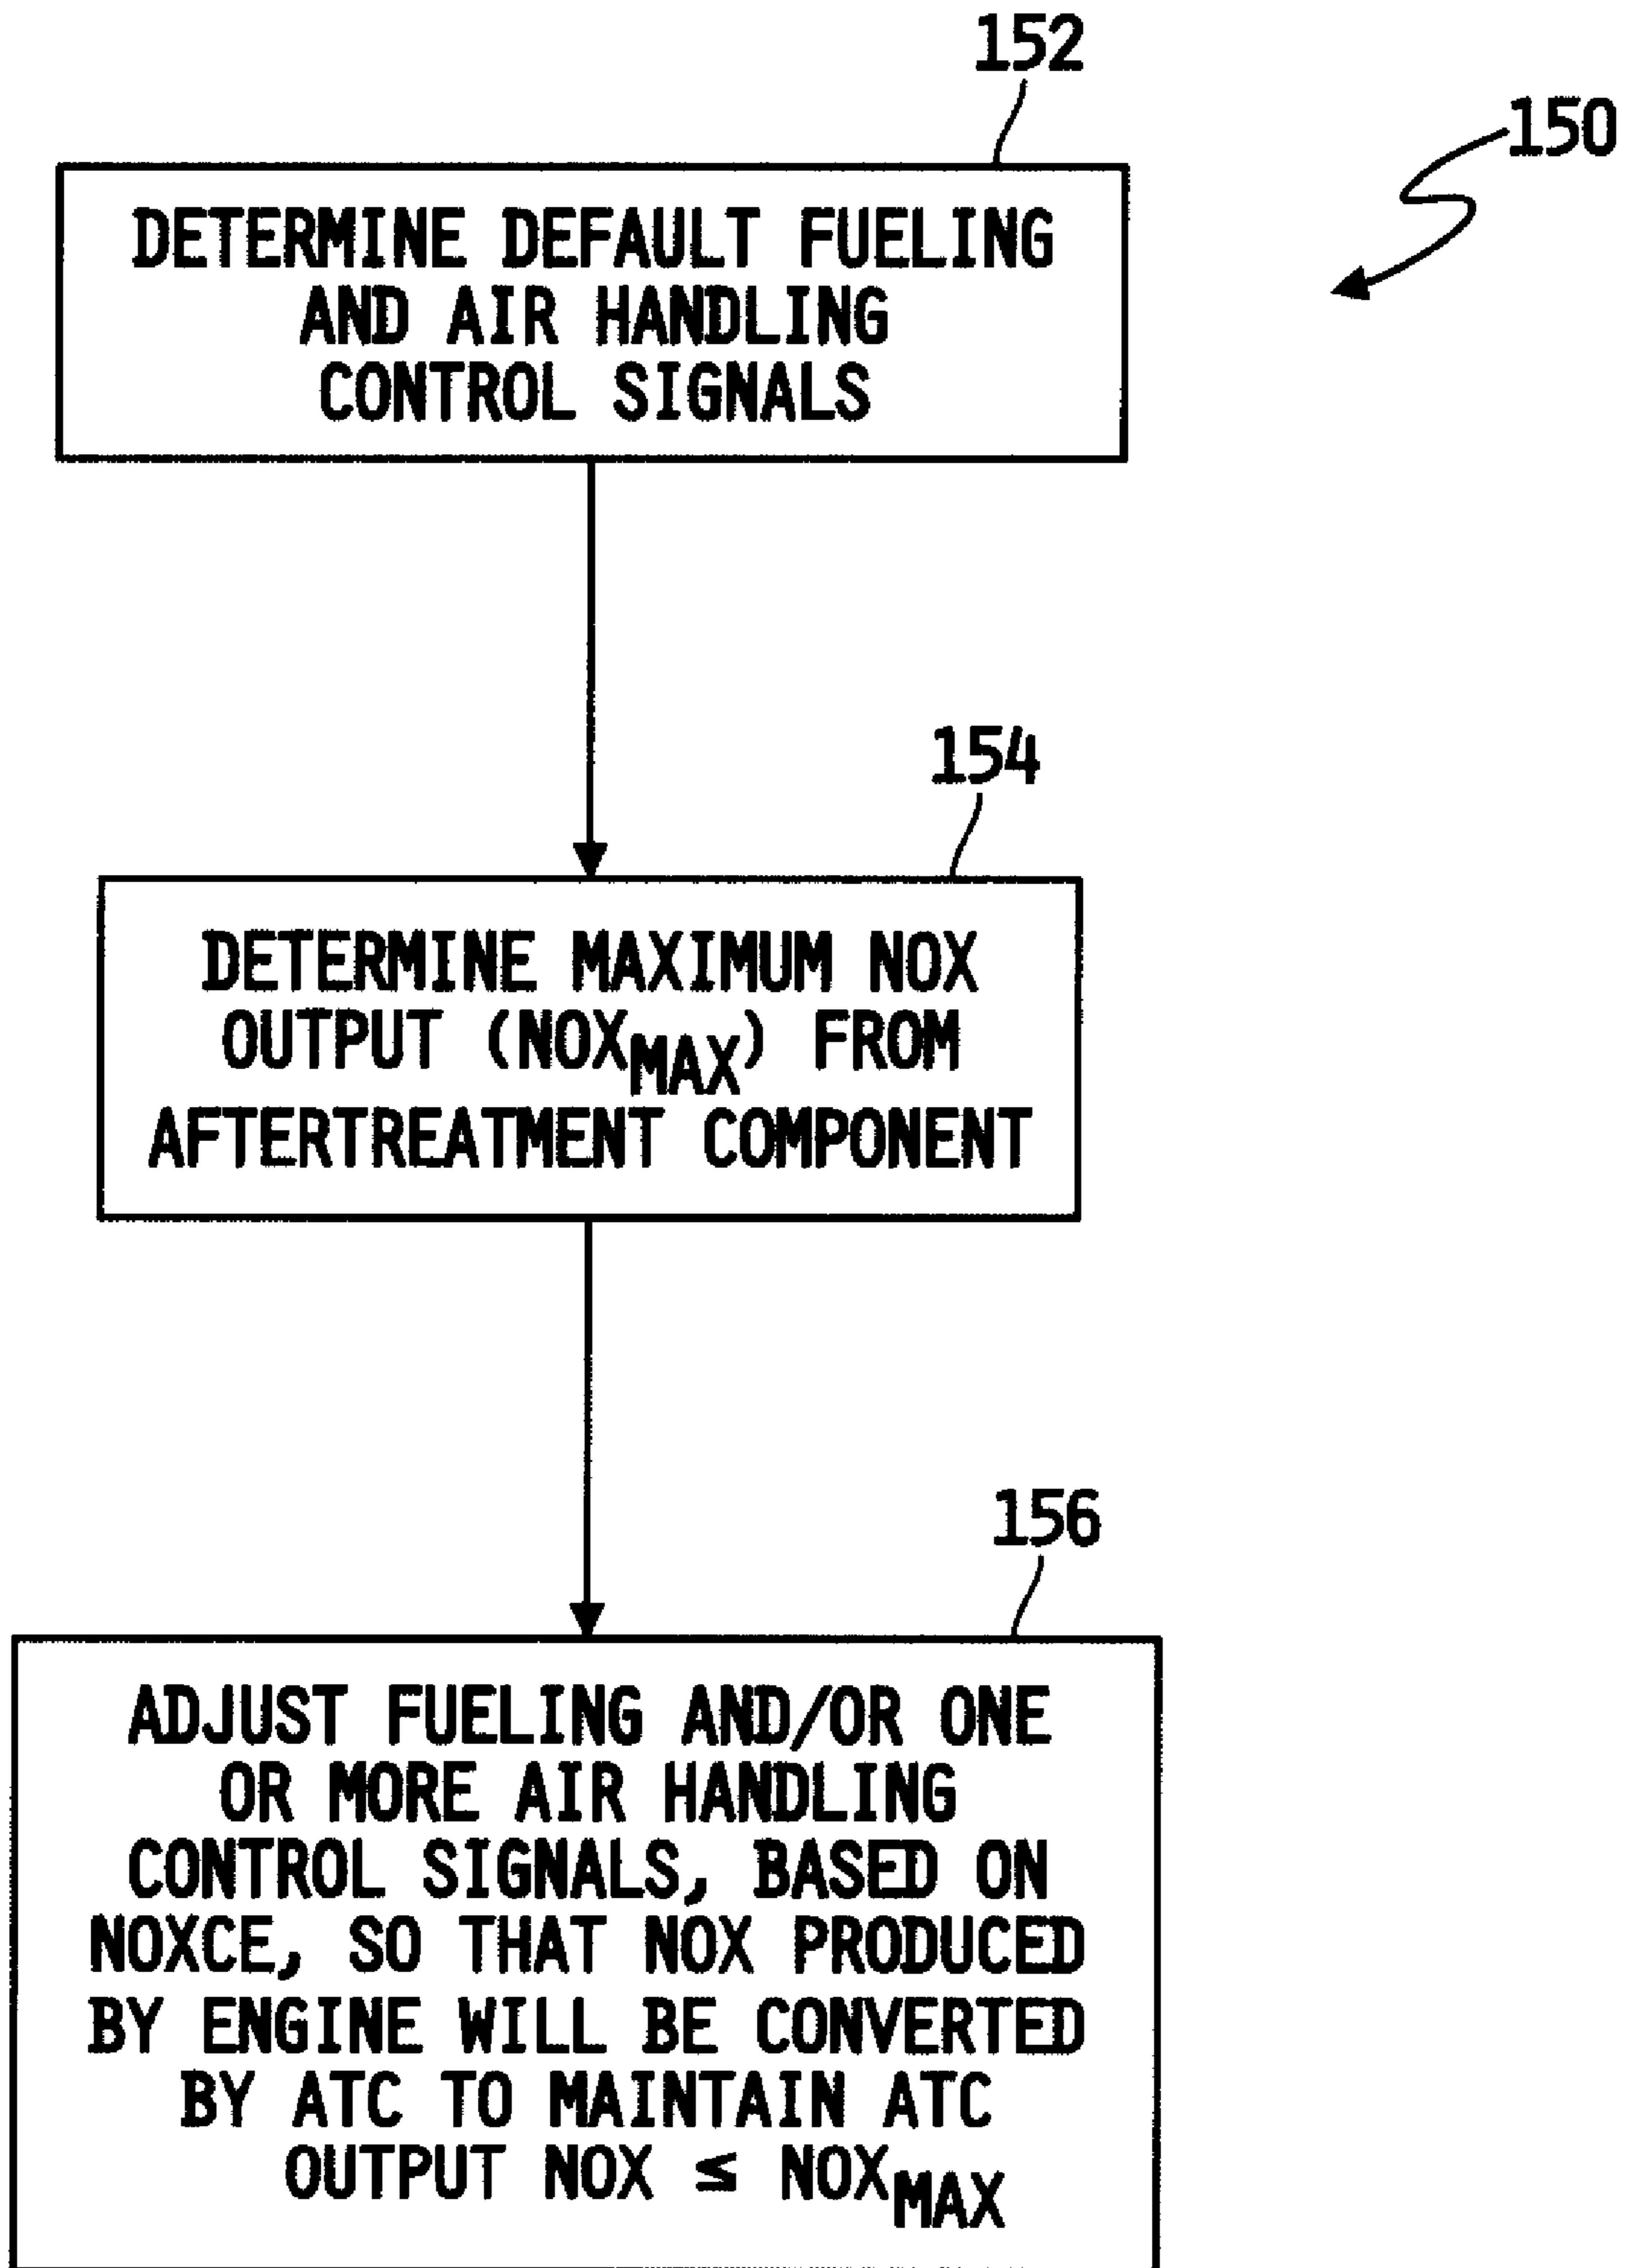 152
150
DETERMINE DEFAULT FUELING
AND AIR HANDLING
CONTROL SIGNALS
154
DETERMINE MAXIMUM NOX
OUTPUT (NOXMAX) FROM
AFTERTREATMENT COMPONENT
156
ADJUST FUELING AND/OR ONE
OR MORE AIR HANDLING
CONTROL SIGNALS, BASED ON
NOXCE, SO THAT NOX PRODUCED
BY ENGINE WILL BE CONVERTED
BY ATC TO MAINTAIN ATC
OUTPUT NOX ≤ NOXMAX